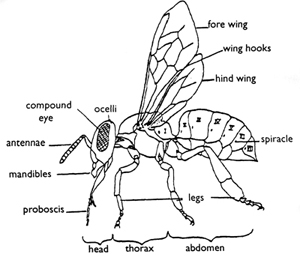 fore wing
wing hooks
hind wing
compound
eye
ocelli
antennae
spiracle
mandibles
proboscis
legs
head
thorax
abdomen